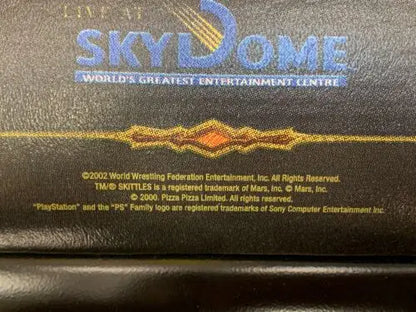 LIVE AT
SKYDOME
WORLD'S GREATEST ENTERTAINMENT CENTRE
©2002 World Wrestling Federation Entertainment, Inc. All Rights Reserved.
TM/® SKITTLES is a registered trademark of Mars, Inc. © Mars, Inc.
© 2000. Pizza Pizza Limited. All rights reserved.
"PlayStation" and the "PS" Family logo are registered trademarks of Sony Computer Entertainment Inc.